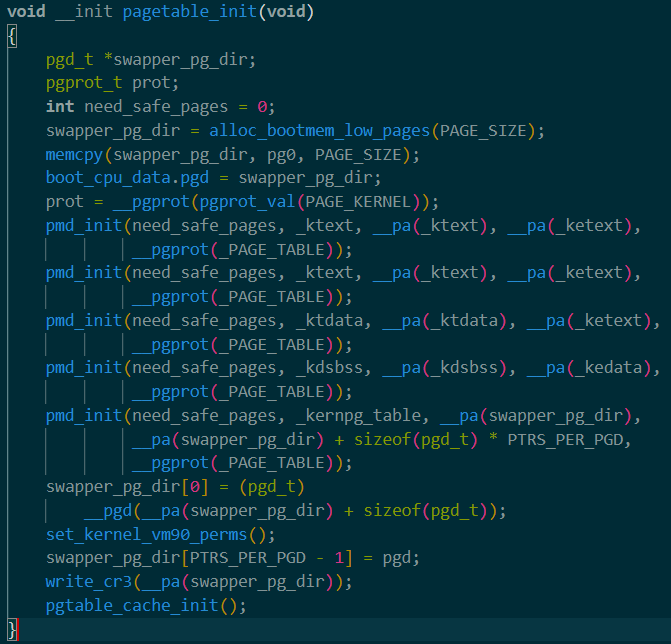 void __init pagetable_init(void)
{
pgd_t *swapper_pg_dir;
pgprot_t prot;
int need_safe_pages = 0;
swapper_pg_dir = alloc_bootmem_low_pages(PAGE_SIZE);
memcpy(swapper_pg_dir, pg0, PAGE_SIZE);
boot_cpu_data.pgd = swapper_pg_dir;
prot = __pgprot(pgprot_val(PAGE_KERNEL));
pmd_init(need_safe_pages, _ktext, __pa(_ktext), __pa(_ketext),
__pgprot(_PAGE_TABLE));
pmd_init(need_safe_pages, _ktext, __pa(_ktext), __pa(_ketext),
__pgprot(_PAGE_TABLE));
pmd_init(need_safe_pages, _ktdata, __pa(_ktdata), __pa(_ketext),
__pgprot(_PAGE_TABLE));
pmd_init(need_safe_pages, _kdsbss, __pa(_kdsbss), __pa(_kedata),
__pgprot(_PAGE_TABLE));
pmd_init(need_safe_pages, _kernpg_table, __pa(swapper_pg_dir),
__pa(swapper_pg_dir) + sizeof(pgd_t) * PTRS_PER_PGD,
__pgprot(_PAGE_TABLE));
swapper_pg_dir[0] = (pgd_t)
__pgd(__pa(swapper_pg_dir) + sizeof(pgd_t));
set_kernel_vm90_perms();
swapper_pg_dir[PTRS_PER_PGD - 1] = pgd;
write_cr3(__pa(swapper_pg_dir));
pgtable_cache_init();
}